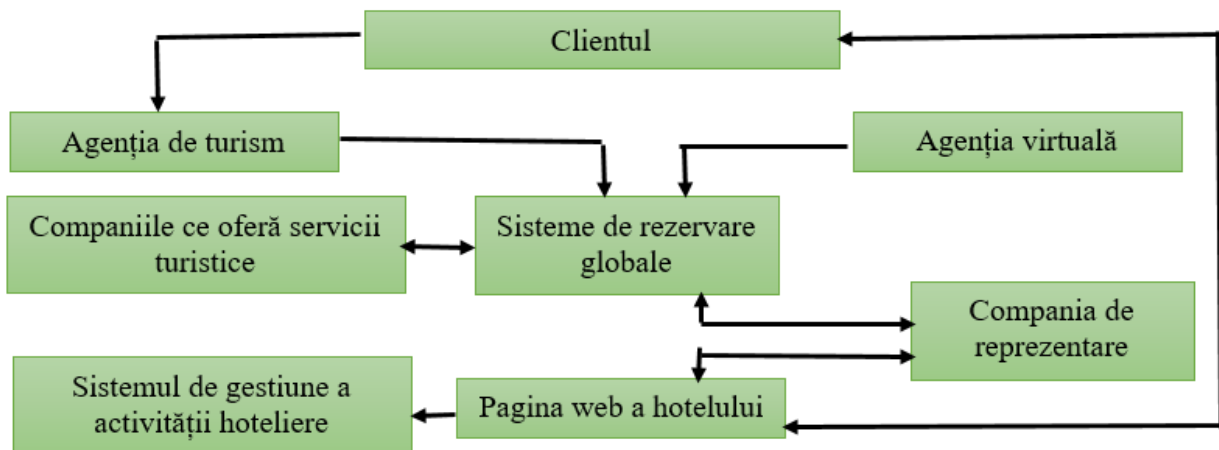 Clientul
Agenția de turism
Agenția virtuală
Companiile ce oferă servicii
turistice
Sisteme de rezervare
globale
Compania de
reprezentare
Sistemul de gestiune a
activității hoteliere
Pagina web a hotelului